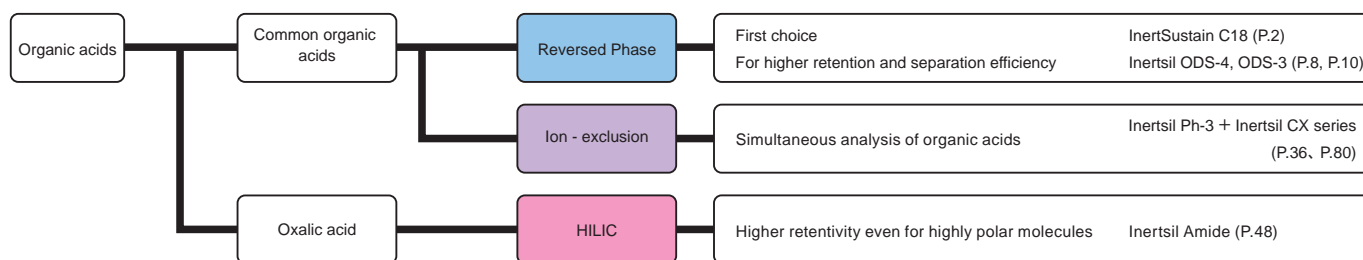 Organic acids
Common organic
acids
Reversed Phase
First choice
InertSustain C18 (P.2)
For higher retention and separation efficiency
Inertsil ODS-4, ODS-3 (P.8, P.10)
Ion - exclusion
Simultaneous analysis of organic acids
Inertsil Ph-3 + Inertsil CX series
(P.36、P.80)
Oxalic acid
HILIC
Higher retentivity even for highly polar molecules
Inertsil Amide (P.48)